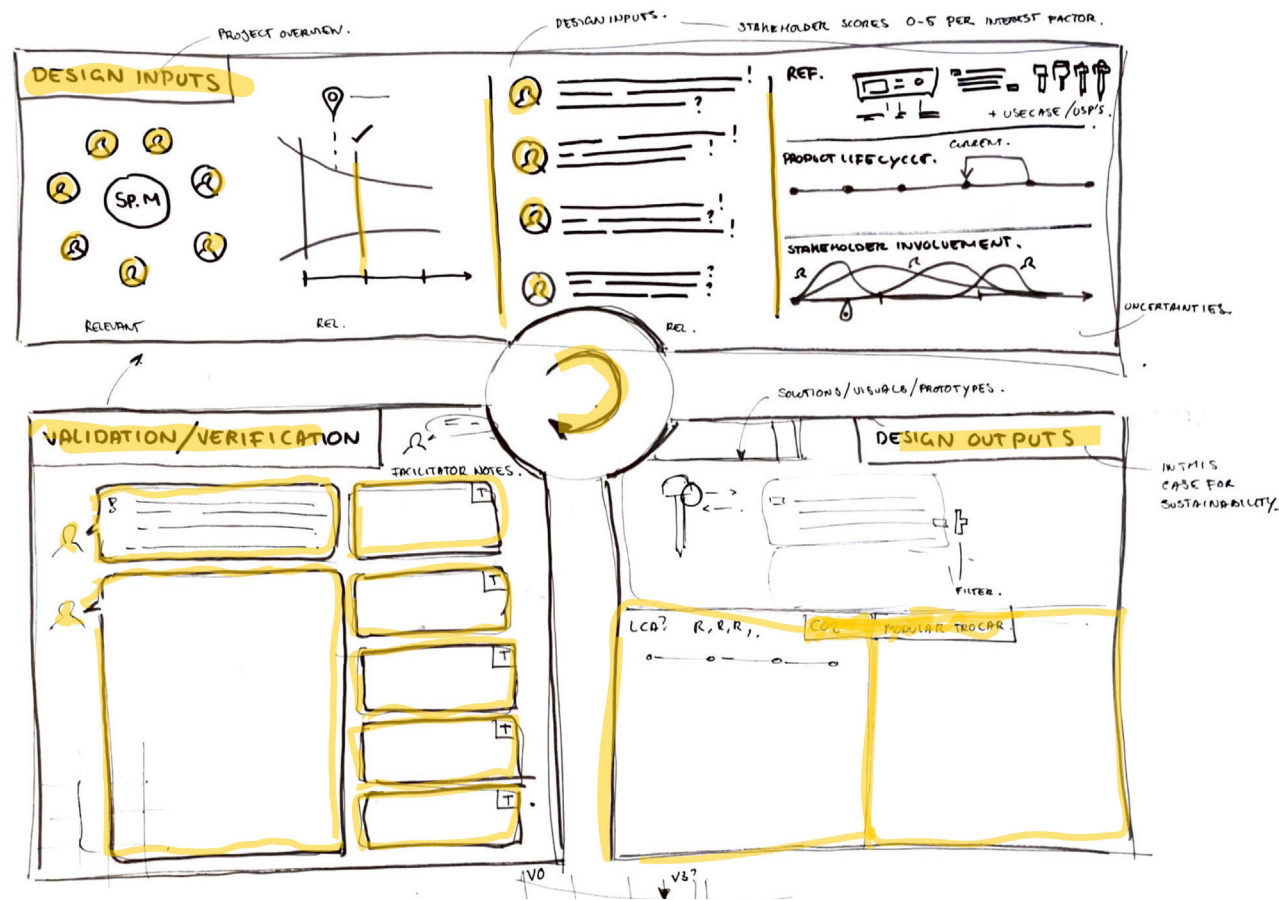 PROJECT OVERVIEW.
DESIGN INPUTS.
STAKEHOLDER SCORES 0-5 PER INTEREST FACTOR.
DESIGN INPUTS
SP.M
RELEVANT
REL.
!
?
!
!
!
?
!
?
?
?
REL.
REF.
+ USECASE/USP'S.
CURRENT.
PRODUCT LIFECYCLE.
STAKEHOLDER INVOLVEMENT.
UNCERTAINTIES.
VALIDATION/VERIFICATION
FACILITATOR NOTES.
T
T
T
T
T
SOLUTIONS/VISUALS/PROTOTYPES.
DESIGN OUTPUTS
IN THIS
CASE FOR
SUSTAINABILITY.
FILTER.
LCA? R,R,R,.
MODULAR TROCAR.
V0
V3?